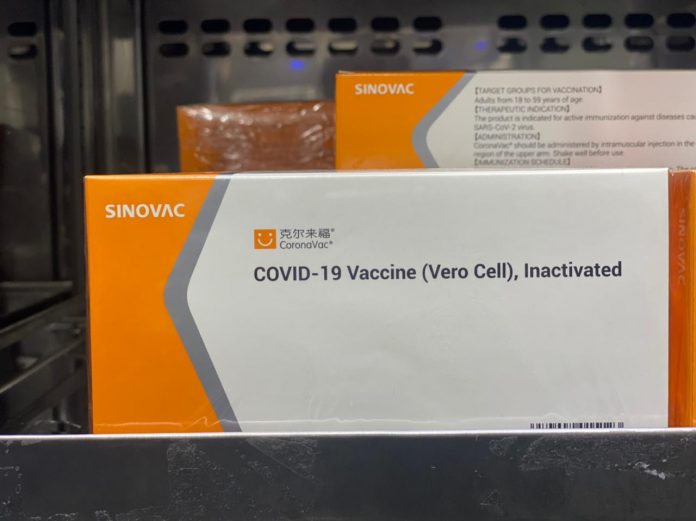 SINOVAC
【TARGET GROUPS FOR VACCINATION】
Adults from 18 to 59 years of age.
【THERAPEUTIC INDICATION】
The product is indicated for active immunization against diseases cau
SARS-CoV-2 virus.
【ADMINISTRATION】
CoronaVac® should be administered by intramuscular injection in the
region of the upper arm. Shake well before use.
【IMMUNIZATION SCHEDULE】
SINOVAC
克尔来福®
CoronaVac®
COVID-19 Vaccine (Vero Cell), Inactivated
SINOVAC